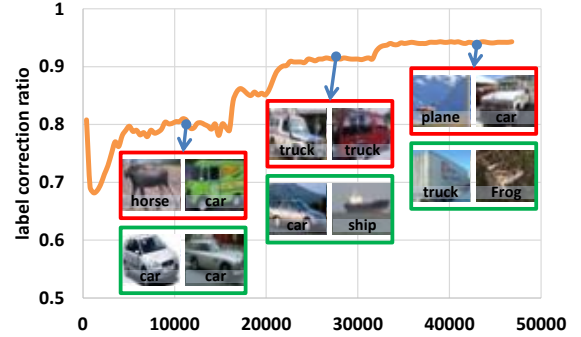 label correction ratio
1
0.9
0.8
0.7
0.6
0.5
plane car
truck truck
horse car
truck Frog
car ship
car car
0 10000 20000 30000 40000 50000